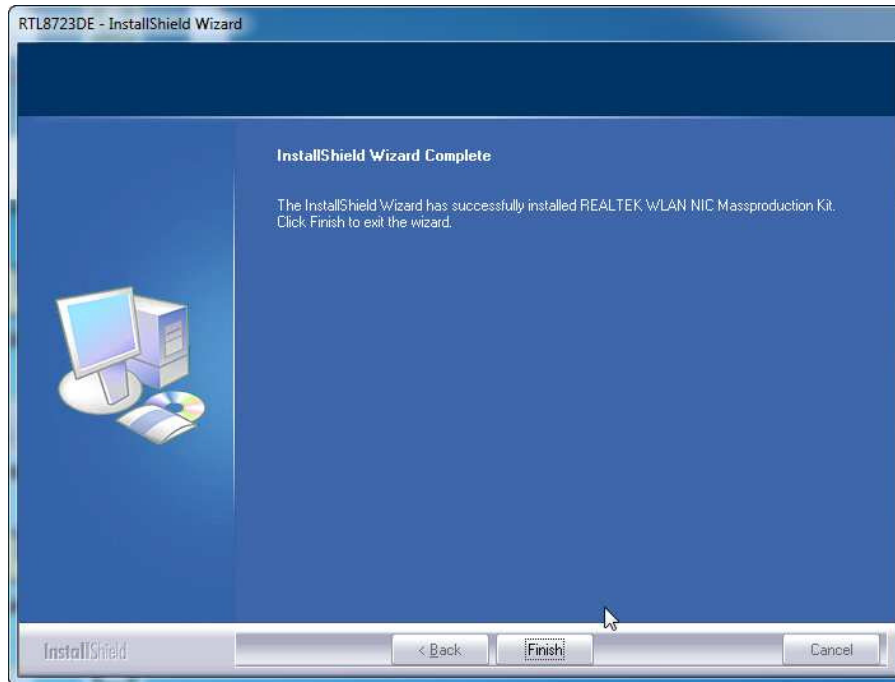 RTL8723DE - InstallShield Wizard
InstallShield Wizard Complete
The InstallShield Wizard has successfully installed REALTEK WLAN NIC Massproduction Kit.
Click Finish to exit the wizard.
InstallShield
< Back
Finish
Cancel